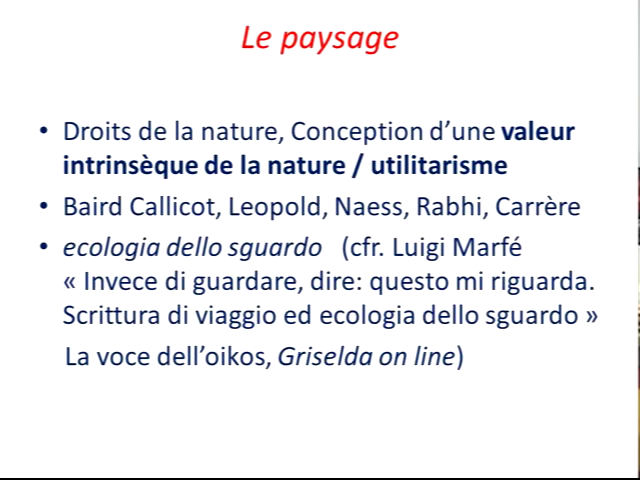 Le paysage
• Droits de la nature, Conception d’une valeur
intrinsèque de la nature / utilitarisme
• Baird Callicot, Leopold, Naess, Rabhi, Carrère
• ecologia dello sguardo (cfr. Luigi Marfé
« Invece di guardare, dire: questo mi riguarda.
Scrittura di viaggio ed ecologia dello sguardo »
La voce dell’oikos, Griselda on line)